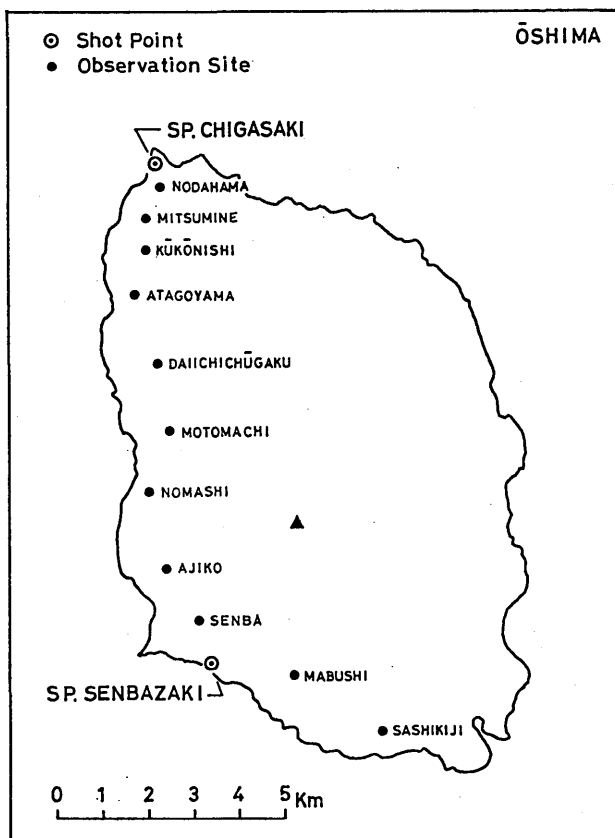 ŌSHIMA
Shot Point
Observation Site
SP. CHIGASAKI
NODAHAMA
MITSUMINE
KŪKŌNISHI
ATAGOYAMA
DAIICHICHŪGAKU
MOTOMACHI
NOMASHI
AJIKO
SENBA
SP. SENBAZAKI
MABUSHI
SASHIKIJI
0 1 2 3 4 5 Km